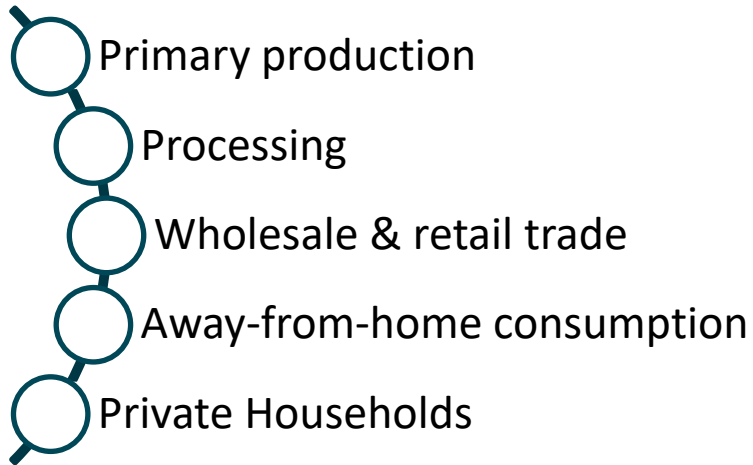 Primary production
Processing
Wholesale & retail trade
Away-from-home consumption
Private Households